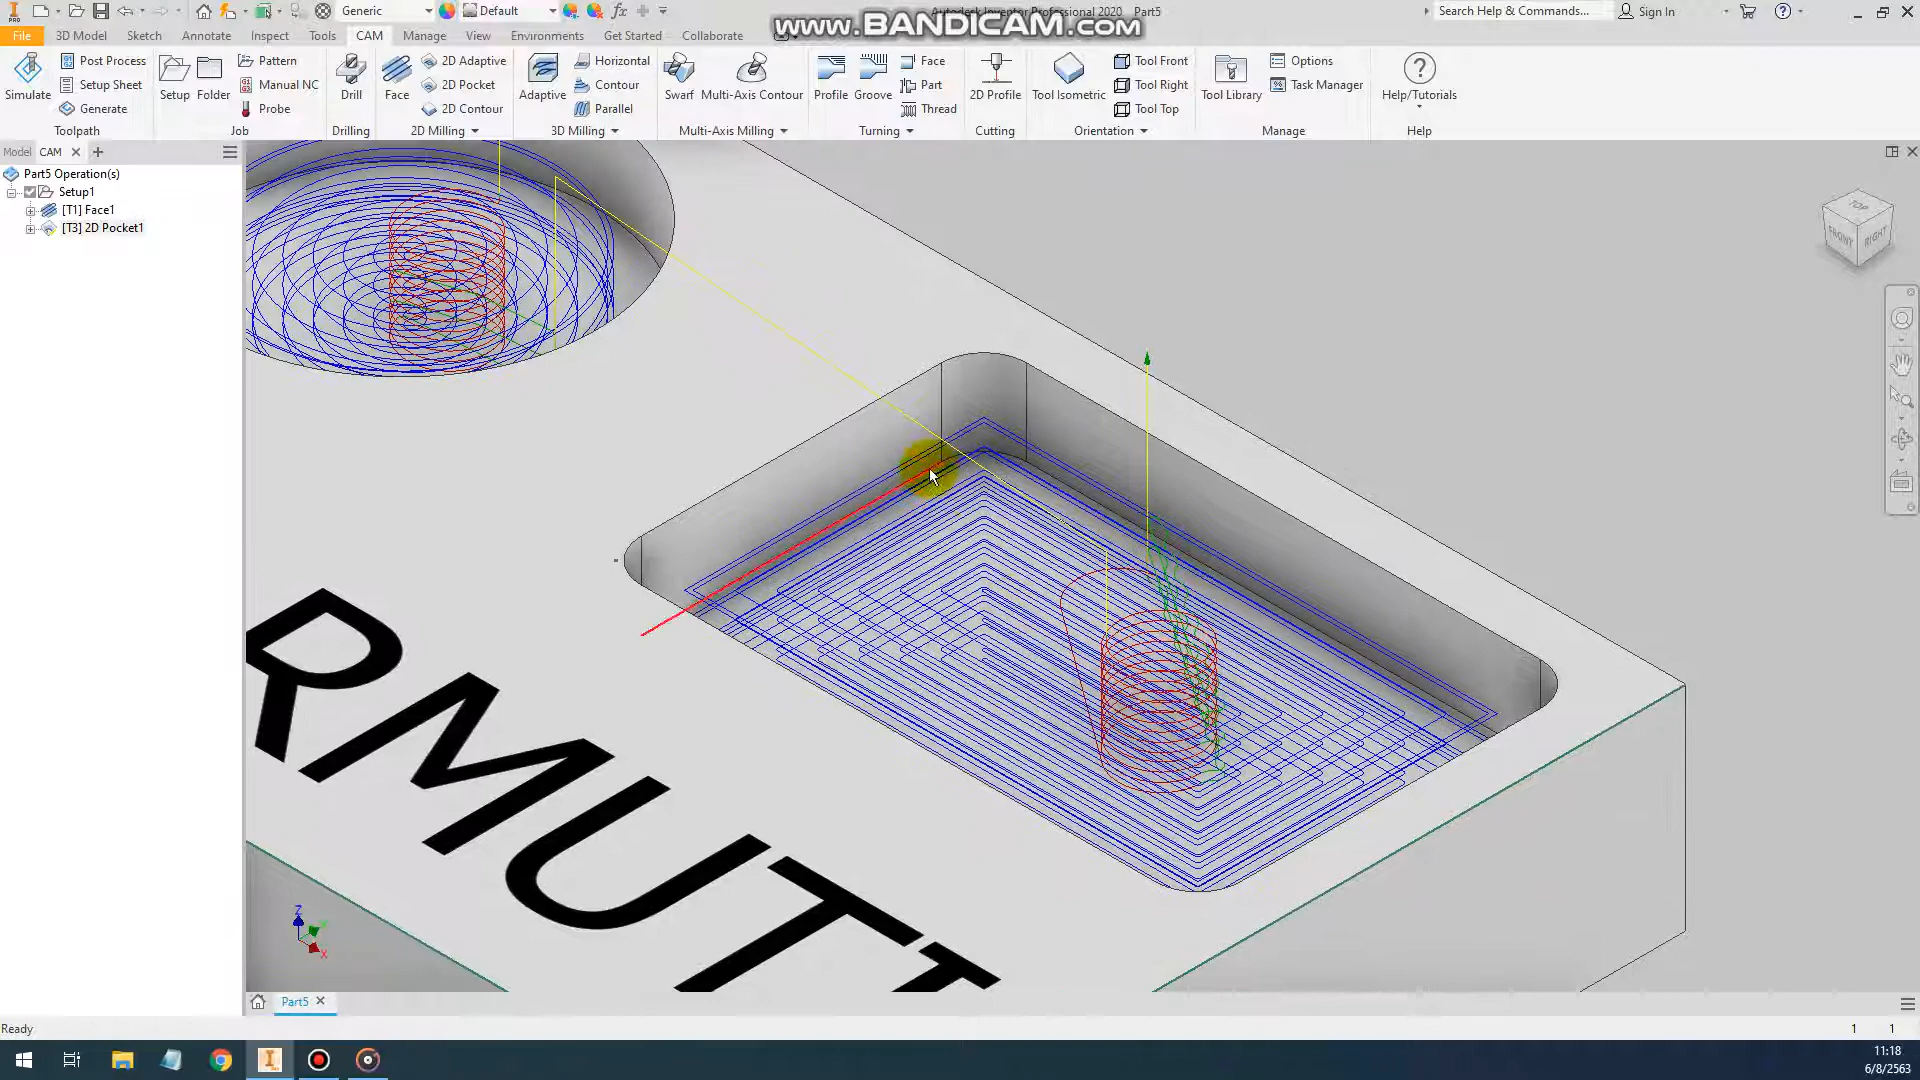 Generic
Default
Autodesk Inventor Professional 2020 Part5
www.BANDICAM.com
Search Help & Commands...
Sign In
File
3D Model
Sketch
Annotate
Inspect
Tools
CAM
Manage
View
Environments
Get Started
Collaborate
Simulate
Post Process
Setup Sheet
Generate
Toolpath
Setup
Folder
Pattern
Manual NC
Probe
Job
Drill
Drilling
Face
2D Adaptive
2D Pocket
2D Contour
2D Milling
Adaptive
Horizontal
Contour
Parallel
3D Milling
Swarf
Multi-Axis Contour
Multi-Axis Milling
Profile
Groove
Face
Part
Thread
Turning
2D Profile
Cutting
Tool Isometric
Tool Front
Tool Right
Tool Top
Orientation
Tool Library
Options
Task Manager
Manage
Help/Tutorials
Help
Model
CAM
Part5 Operation(s)
Setup1
[T1] Face1
[T3] 2D Pocket1
TOP
FRONT
RIGHT
RMUTT
Z
X
Part5
Ready
1 1
11:18
6/8/2563